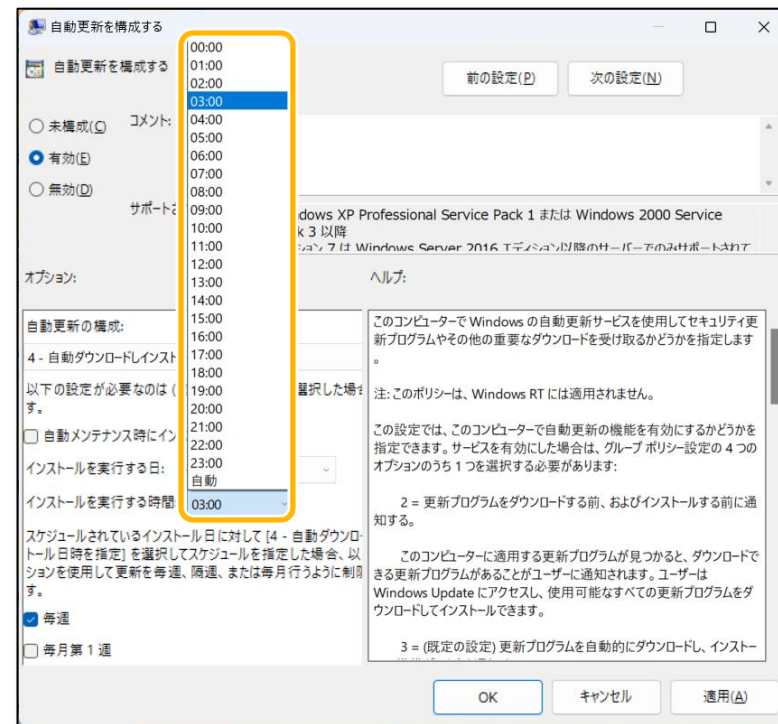 自動更新を構成する
自動更新を構成する
前の設定(P)
次の設定(N)
未構成(C)
有効(E)
無効(D)
コメント:
サポートさ
dows XP Professional Service Pack 1 または Windows 2000 Service
k 3 以降
ション 7 は Windows Server 2016 エディション以降のサーバーでのみサポートされて
オプション:
ヘルプ:
00:00
01:00
02:00
03:00
04:00
05:00
06:00
07:00
08:00
09:00
10:00
11:00
12:00
13:00
14:00
15:00
16:00
17:00
18:00
19:00
20:00
21:00
22:00
23:00
自動
03:00
自動更新の構成:
4 - 自動ダウンロードしインスト
以下の設定が必要なのは (
選択した場合
す。
自動メンテナンス時にイン
インストールを実行する日:
インストールを実行する時間:
スケジュールされているインストール日に対して [4 - 自動ダウンロ
トール日時を指定] を選択してスケジュールを指定した場合、以
ションを使用して更新を毎週、隔週、または毎月行うように制限
す。
毎週
毎月第 1 週
このコンピューターで Windows の自動更新サービスを使用してセキュリティ更
新プログラムやその他の重要なダウンロードを受け取るかどうかを指定します
。
注: このポリシーは、Windows RT には適用されません。
この設定では、このコンピューターで自動更新の機能を有効にするかどうかを
指定できます。サービスを有効にした場合は、グループ ポリシー設定の 4 つの
オプションのうち 1 つを選択する必要があります:
2 = 更新プログラムをダウンロードする前、およびインストールする前に通
知する。
このコンピューターに適用する更新プログラムが見つかると、ダウンロードで
きる更新プログラムがあることがユーザーに通知されます。ユーザーは
Windows Update にアクセスし、使用可能なすべての更新プログラムをダ
ウンロードしてインストールできます。
3 = (既定の設定) 更新プログラムを自動的にダウンロードし、インストー
OK
キャンセル
適用(A)